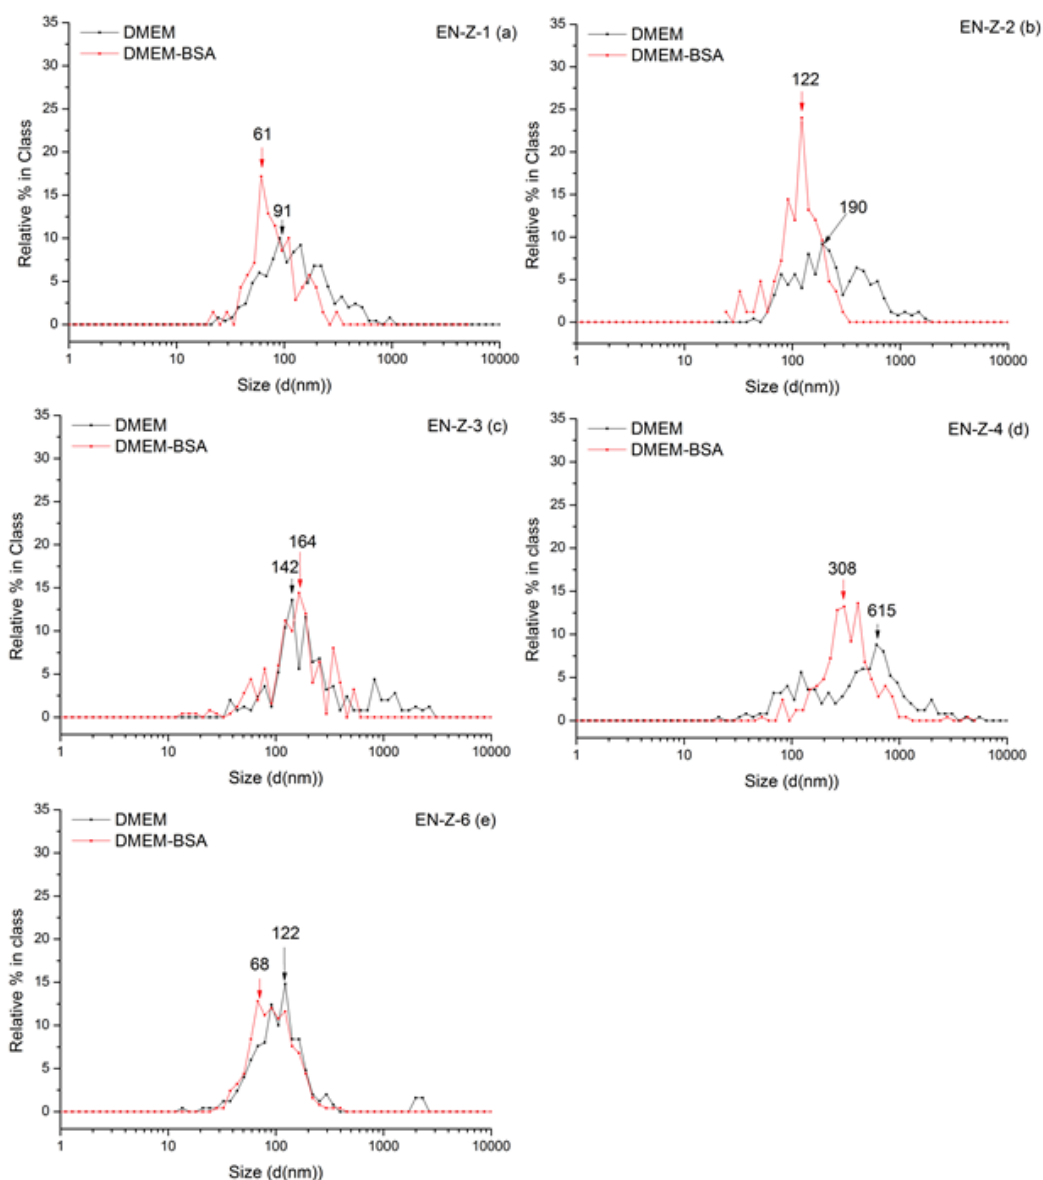 DMEM
DMEM-BSA
EN-Z-1 (a)
61
91
35
30
25
20
15
10
5
0
Relative % in Class
1 10 100 1000 10000
Size (d(nm))
DMEM
DMEM-BSA
EN-Z-2 (b)
122
190
35
30
25
20
15
10
5
0
Relative % in Class
1 10 100 1000 10000
Size (d(nm))
DMEM
DMEM-BSA
EN-Z-3 (c)
164
142
35
30
25
20
15
10
5
0
Relative % in Class
1 10 100 1000 10000
Size (d(nm))
DMEM
DMEM-BSA
EN-Z-4 (d)
308
615
35
30
25
20
15
10
5
0
Relative % in class
1 10 100 1000 10000
Size (d(nm))
DMEM
DMEM-BSA
EN-Z-6 (e)
122
68
35
30
25
20
15
10
5
0
Relative % in class
1 10 100 1000 10000
Size (d(nm))